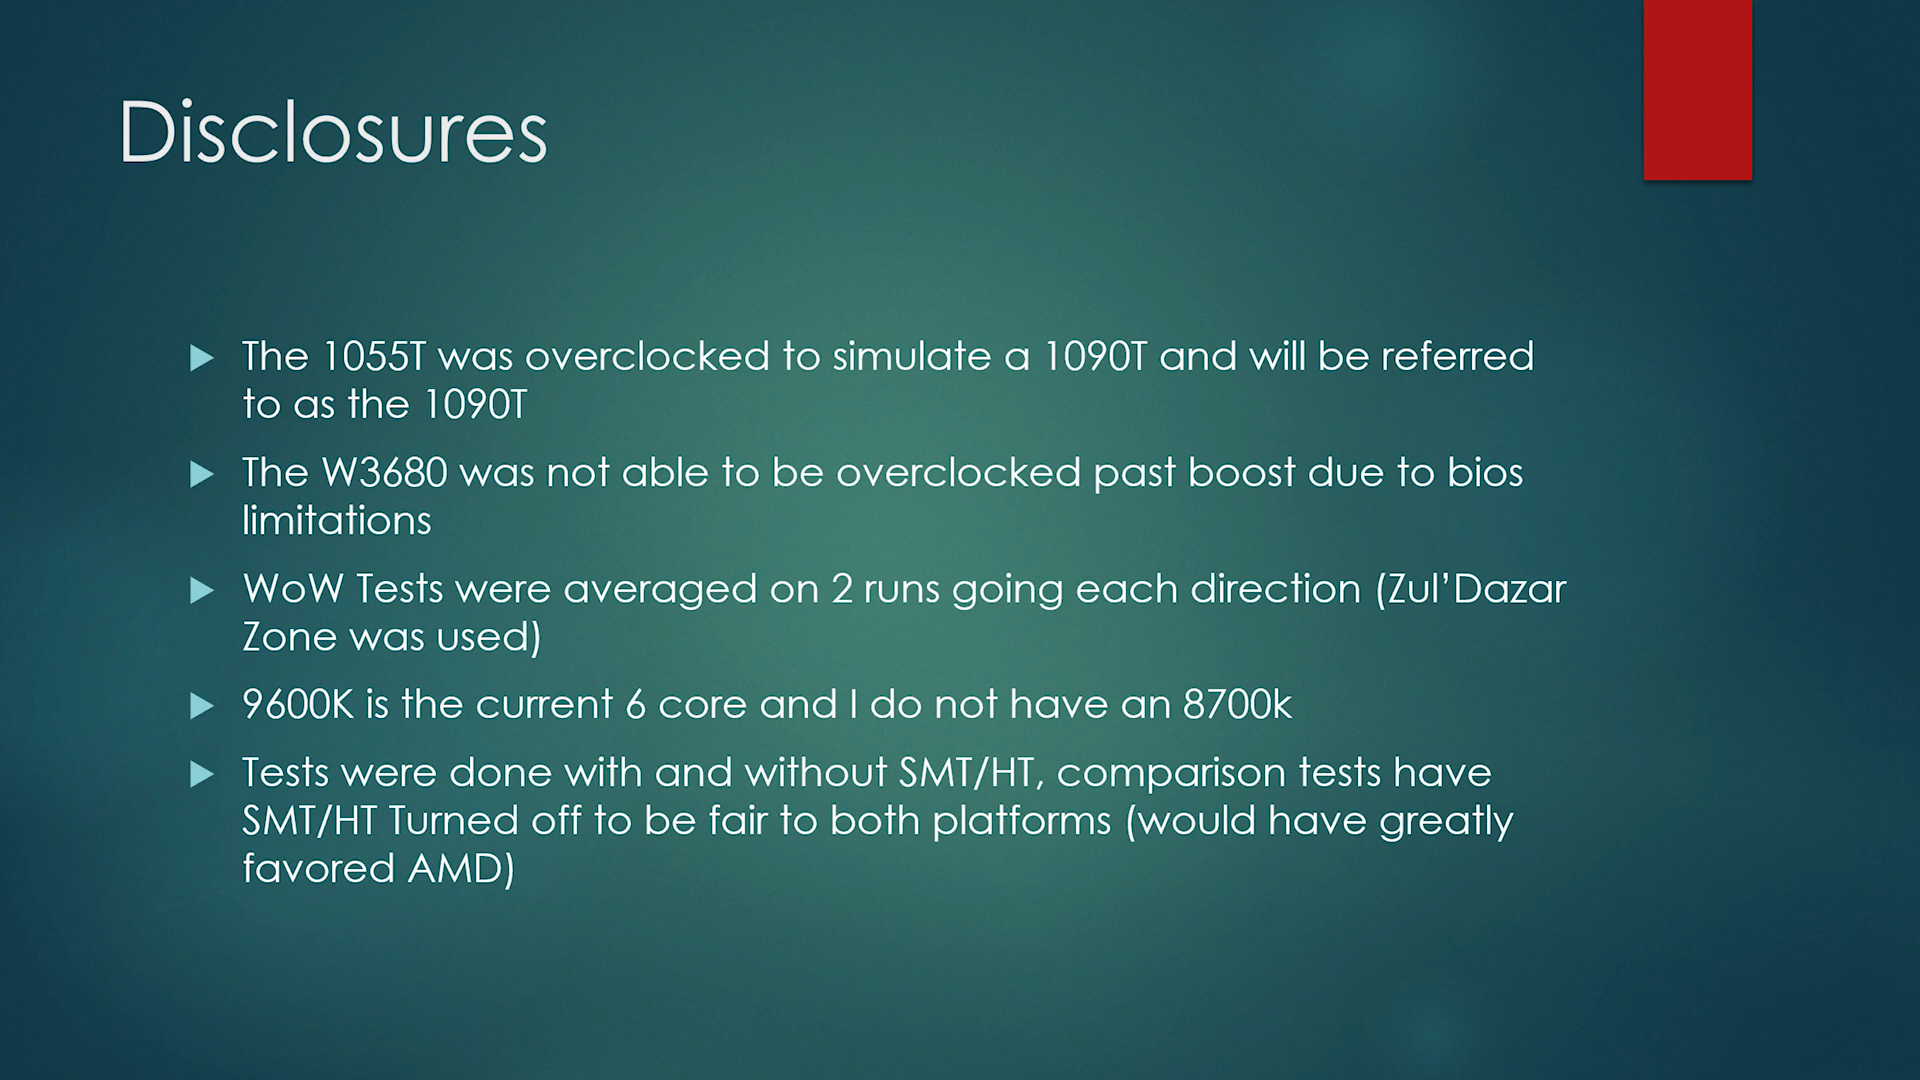 Disclosures
The 1055T was overclocked to simulate a 1090T and will be referred
to as the 1090T
The W3680 was not able to be overclocked past boost due to bios
limitations
WoW Tests were averaged on 2 runs going each direction (Zul’Dazar
Zone was used)
9600K is the current 6 core and I do not have an 8700k
Tests were done with and without SMT/HT, comparison tests have
SMT/HT Turned off to be fair to both platforms (would have greatly
favored AMD)